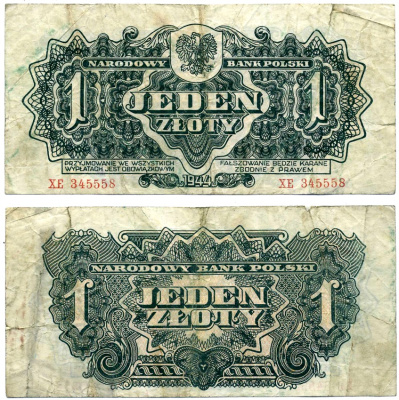 NARODOWY BANK POLSKI
1 JEDEN 1
ZŁOTY
PRZYJMOWANIE WE WSZYSTKICH FAŁSZOWANIE BĘDZIE KARANE
WYPŁATACH JEST OBOWIĄZKOWYM ZGODNIE Z PRAWEM
XE 345558 1944 XE 345558
NARODOWY BANK POLSKI
1 JEDEN 1
ZŁOTY